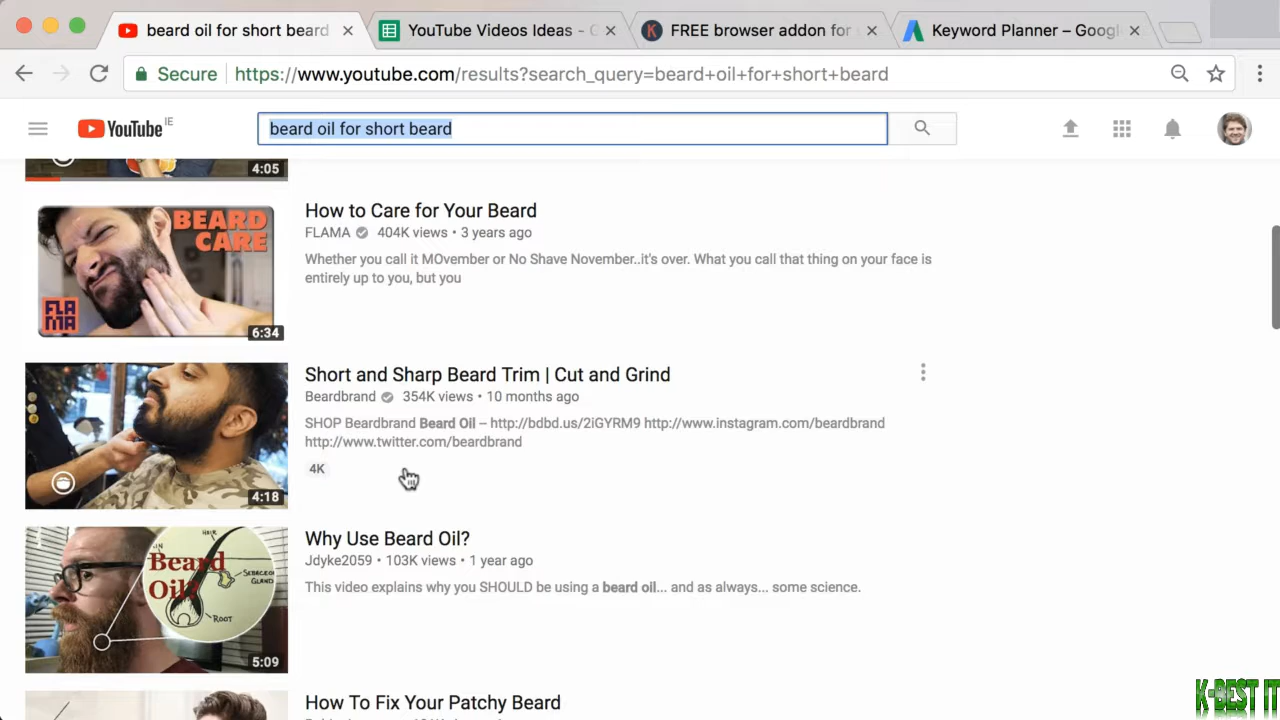 beard oil for short beard
YouTube Videos Ideas - G
FREE browser addon for
Keyword Planner – Googl
Secure
https://www.youtube.com/results?search_query=beard+oil+for+short+beard
YouTube IE
beard oil for short beard
4:05
How to Care for Your Beard
FLAMA 404K views • 3 years ago
Whether you call it MOvember or No Shave November..it's over. What you call that thing on your face is
entirely up to you, but you
BEARD
CARE
FLA
MA
6:34
Short and Sharp Beard Trim | Cut and Grind
Beardbrand 354K views • 10 months ago
SHOP Beardbrand Beard Oil -- http://bdbd.us/2iGYRM9 http://www.instagram.com/beardbrand
http://www.twitter.com/beardbrand
4K
4:18
Why Use Beard Oil?
Jdyke2059 • 103K views • 1 year ago
This video explains why you SHOULD be using a beard oil... and as always... some science.
HAIR
Beard
Oil?
SEBACEOUS
GLAND
ROOT
5:09
How To Fix Your Patchy Beard
K-BEST IT